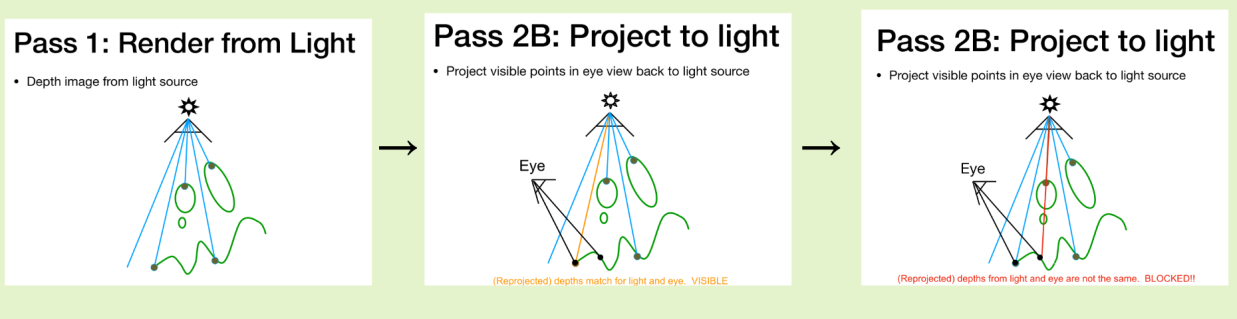 Pass 1: Render from Light
• Depth image from light source
Pass 2B: Project to light
• Project visible points in eye view back to light source
Eye
(Reprojected) depths match for light and eye. VISIBLE
Pass 2B: Project to light
• Project visible points in eye view back to light source
Eye
(Reprojected) depths from light and eye are not the same. BLOCKED!!